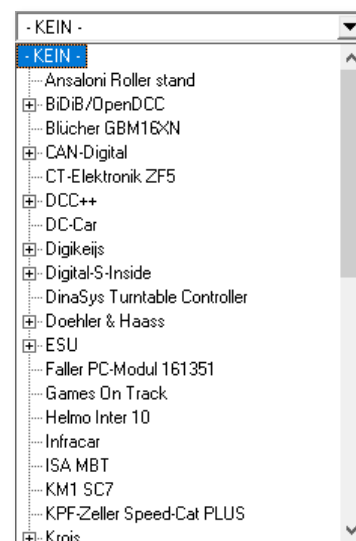 - KEIN -
- KEIN -
Ansaloni Roller stand
BiDiB/OpenDCC
Blücher GBM16XN
CAN-Digital
CT-Elektronik ZF5
DCC++
DC-Car
Digikeijs
Digital-S-Inside
DinaSys Turntable Controller
Doehler & Haass
ESU
Faller PC-Modul 161351
Games On Track
Helmo Inter 10
Infracar
ISA MBT
KM1 SC7
KPF-Zeller Speed-Cat PLUS
Krois